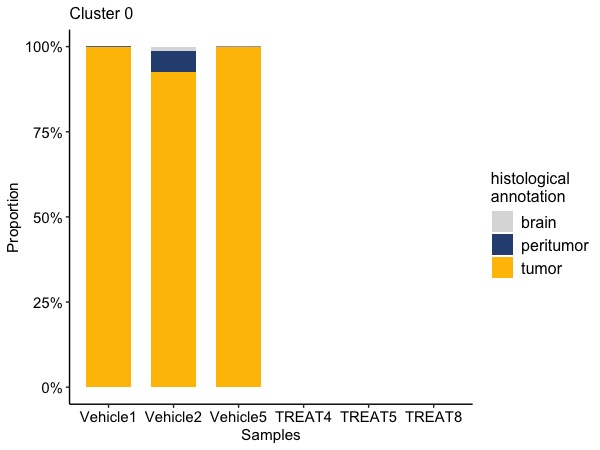 Cluster 0
100%
75%
50%
25%
0%
Proportion
Vehicle1 Vehicle2 Vehicle5 TREAT4 TREAT5 TREAT8
Samples
histological
annotation
brain
peritumor
tumor